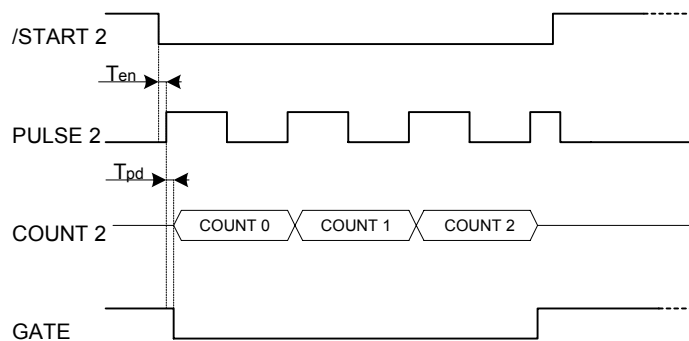 /START 2
Ten
PULSE 2
Tpd
COUNT 2
COUNT 0 COUNT 1 COUNT 2
GATE